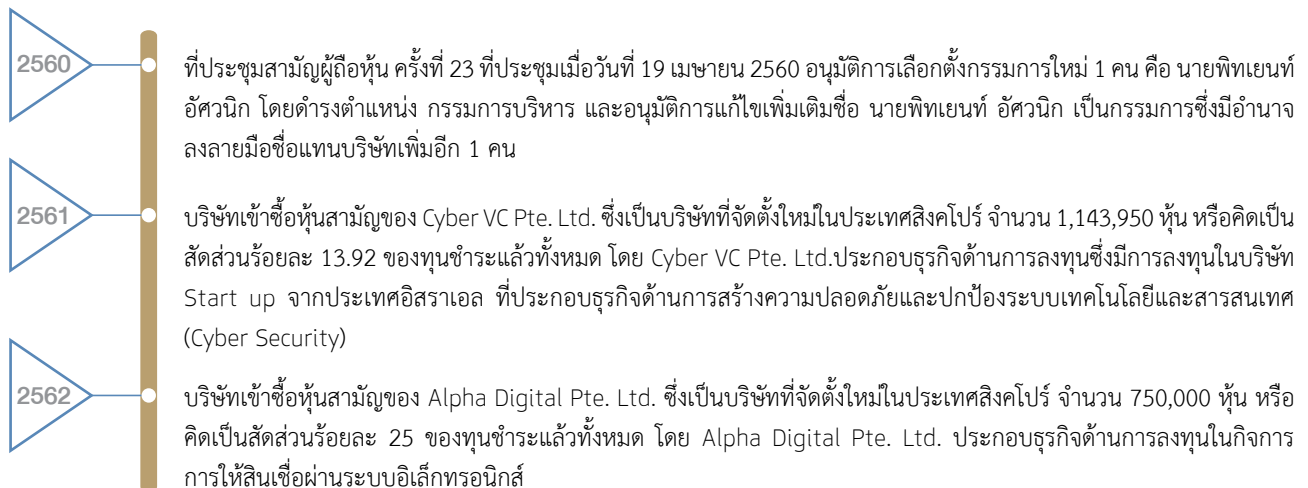 2560
ที่ประชุมสามัญผู้ถือหุ้น ครั้งที่ 23 ที่ประชุมเมื่อวันที่ 19 เมษายน 2560 อนุมัติการเลือกตั้งกรรมการใหม่ 1 คน คือ นายพิทเยนท์
อัศวนิก โดยดำรงตำแหน่ง กรรมการบริหาร และอนุมัติการแก้ไขเพิ่มเติมชื่อ นายพิทเยนท์ อัศวนิก เป็นกรรมการซึ่งมีอำนาจ
ลงลายมือชื่อแทนบริษัทเพิ่มอีก 1 คน
2561
บริษัทเข้าซื้อหุ้นสามัญของ Cyber VC Pte. Ltd. ซึ่งเป็นบริษัทที่จัดตั้งใหม่ในประเทศสิงคโปร์ จำนวน 1,143,950 หุ้น หรือคิดเป็น
สัดส่วนร้อยละ 13.92 ของทุนชำระแล้วทั้งหมด โดย Cyber VC Pte. Ltd.ประกอบธุรกิจด้านการลงทุนซึ่งมีการลงทุนในบริษัท
Start up จากประเทศอิสราเอล ที่ประกอบธุรกิจด้านการสร้างความปลอดภัยและปกป้องระบบเทคโนโลยีและสารสนเทศ
(Cyber Security)
2562
บริษัทเข้าซื้อหุ้นสามัญของ Alpha Digital Pte. Ltd. ซึ่งเป็นบริษัทที่จัดตั้งใหม่ในประเทศสิงคโปร์ จำนวน 750,000 หุ้น หรือ
คิดเป็นสัดส่วนร้อยละ 25 ของทุนชำระแล้วทั้งหมด โดย Alpha Digital Pte. Ltd. ประกอบธุรกิจด้านการลงทุนในกิจการ
การให้สินเชื่อผ่านระบบอิเล็กทรอนิกส์